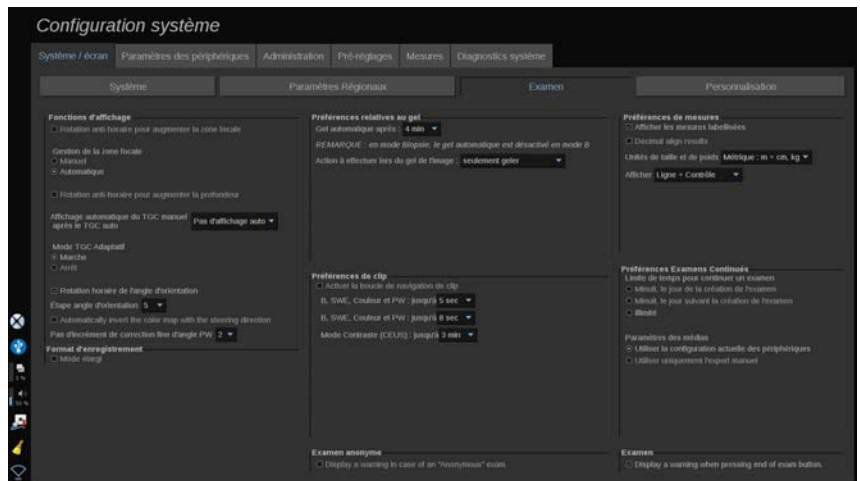 Configuration système
Système / écran
Paramètres des périphériques
Administration
Pré-réglages
Mesures
Diagnostics système
Système
Paramètres Régionaux
Examen
Personnalisation
Fonctions d'affichage
Rotation anti-horaire pour augmenter la zone focale
Gestion de la zone focale
Manuel
Automatique
Rotation anti-horaire pour augmenter la profondeur
Affichage automatique du TGC manuel
après le TGC auto
Pas d'affichage auto
Mode TGC Adaptatif
Marche
Arrêt
Rotation horaire de l'angle d'orientation
Étape angle d'orientation 5
Automatically invert the color map with the steering direction
Pas d'incrément de correction fine d'angle PW 2
Format d'enregistrement
Mode élargi
Préférences relatives au gel
Gel automatique après : 4 min
REMARQUE : en mode Biopsie, le gel automatique est désactivé en mode B
Action à effectuer lors du gel de l'image : seulement geler
Préférences de clip
Activer la boucle de navigation de clip
B, SWE, Couleur et PW : jusqu'à 5 sec
B, SWE, Couleur et PW : jusqu'à 8 sec
Mode Contraste (CEUS) : jusqu'à 3 min
Examen anonyme
Display a warning in case of an "Anonymous" exam
Préférences de mesures
Afficher les mesures labellisées
Decimal align results
Unités de taille et de poids Métrique : m + cm, kg
Afficher Ligne + Contrôle
Préférences Examens Continués
Limite de temps pour continuer un examen
Minuit, le jour de la création de l'examen
Minuit, le jour suivant la création de l'examen
Illimité
Paramètres des médias
Utiliser la configuration actuelle des périphériques
Utiliser uniquement l'export manuel
Examen
Display a warning when pressing end of exam button.